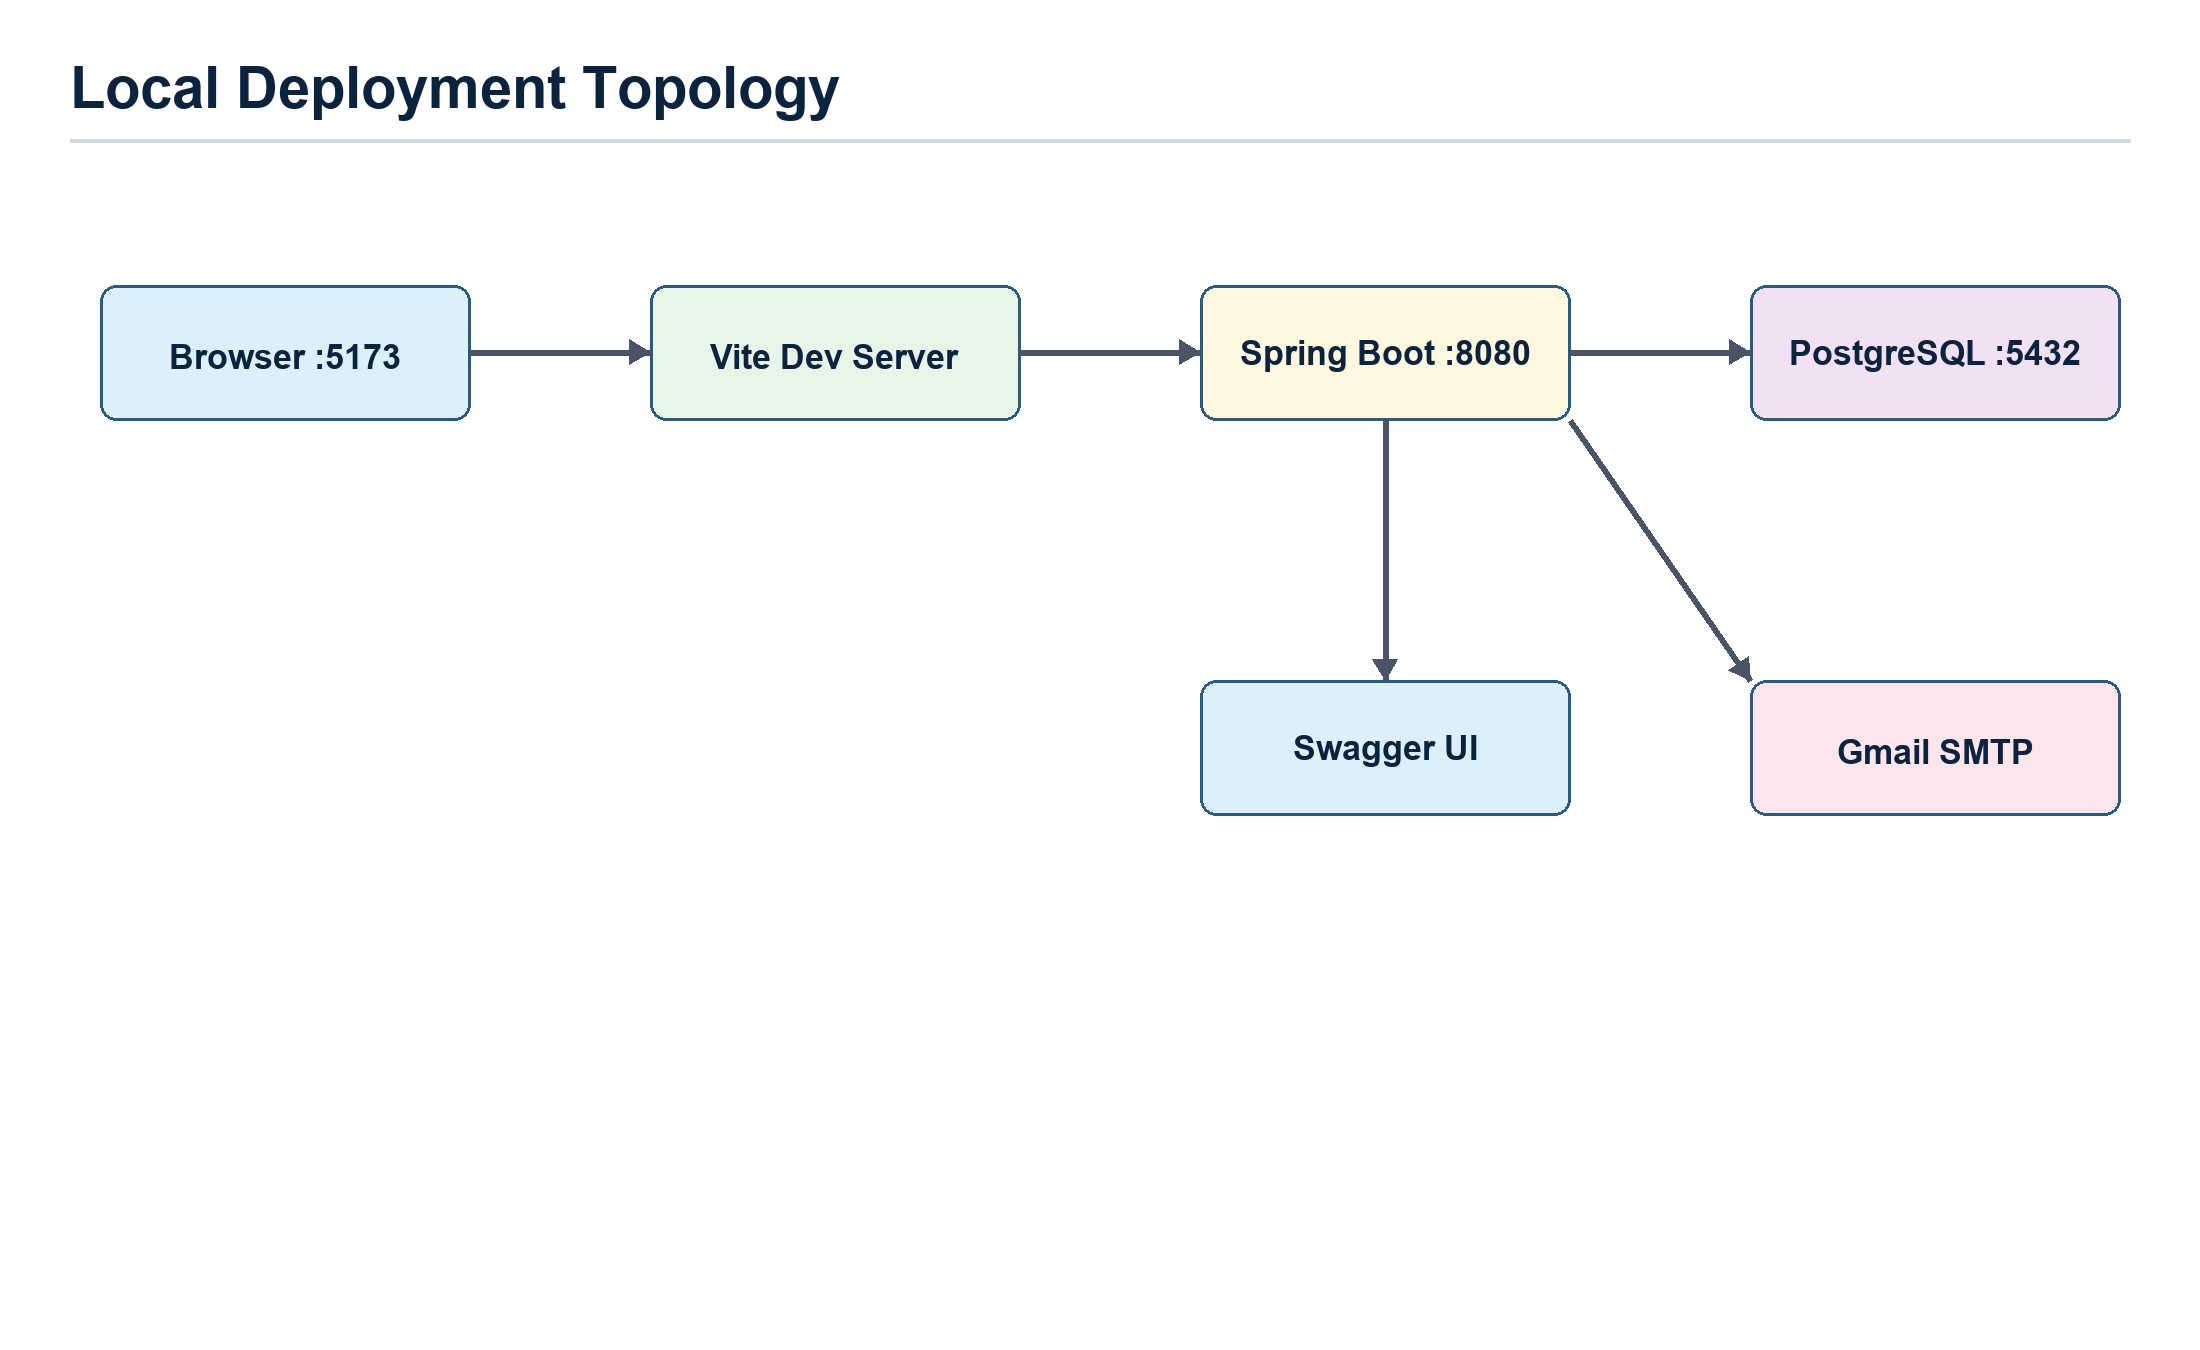 Local Deployment Topology
Browser :5173
Vite Dev Server
Spring Boot :8080
PostgreSQL :5432
Swagger UI
Gmail SMTP